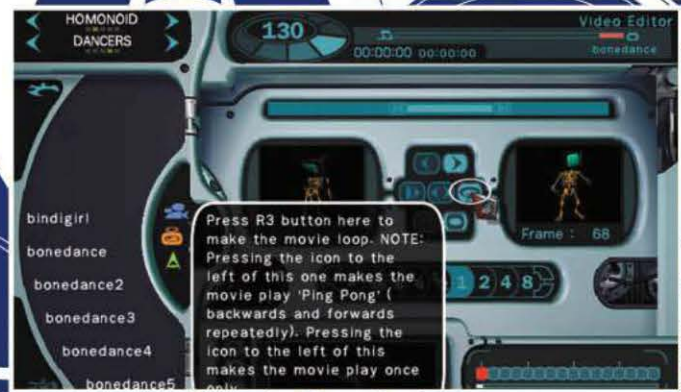 HOMONOID
DANCERS
130
00:00:00 00:00:00
Video Editor
bonedance
bindigirl
bonedance
bonedance2
bonedance3
bonedance4
bonedance5
Press R3 button here to
make the movie loop. NOTE:
Pressing the icon to the
left of this one makes the
movie play 'Ping Pong' (
backwards and forwards
repeatedly). Pressing the
icon to the left of this
makes the movie play once
only
Frame : 68
1 2 4 8